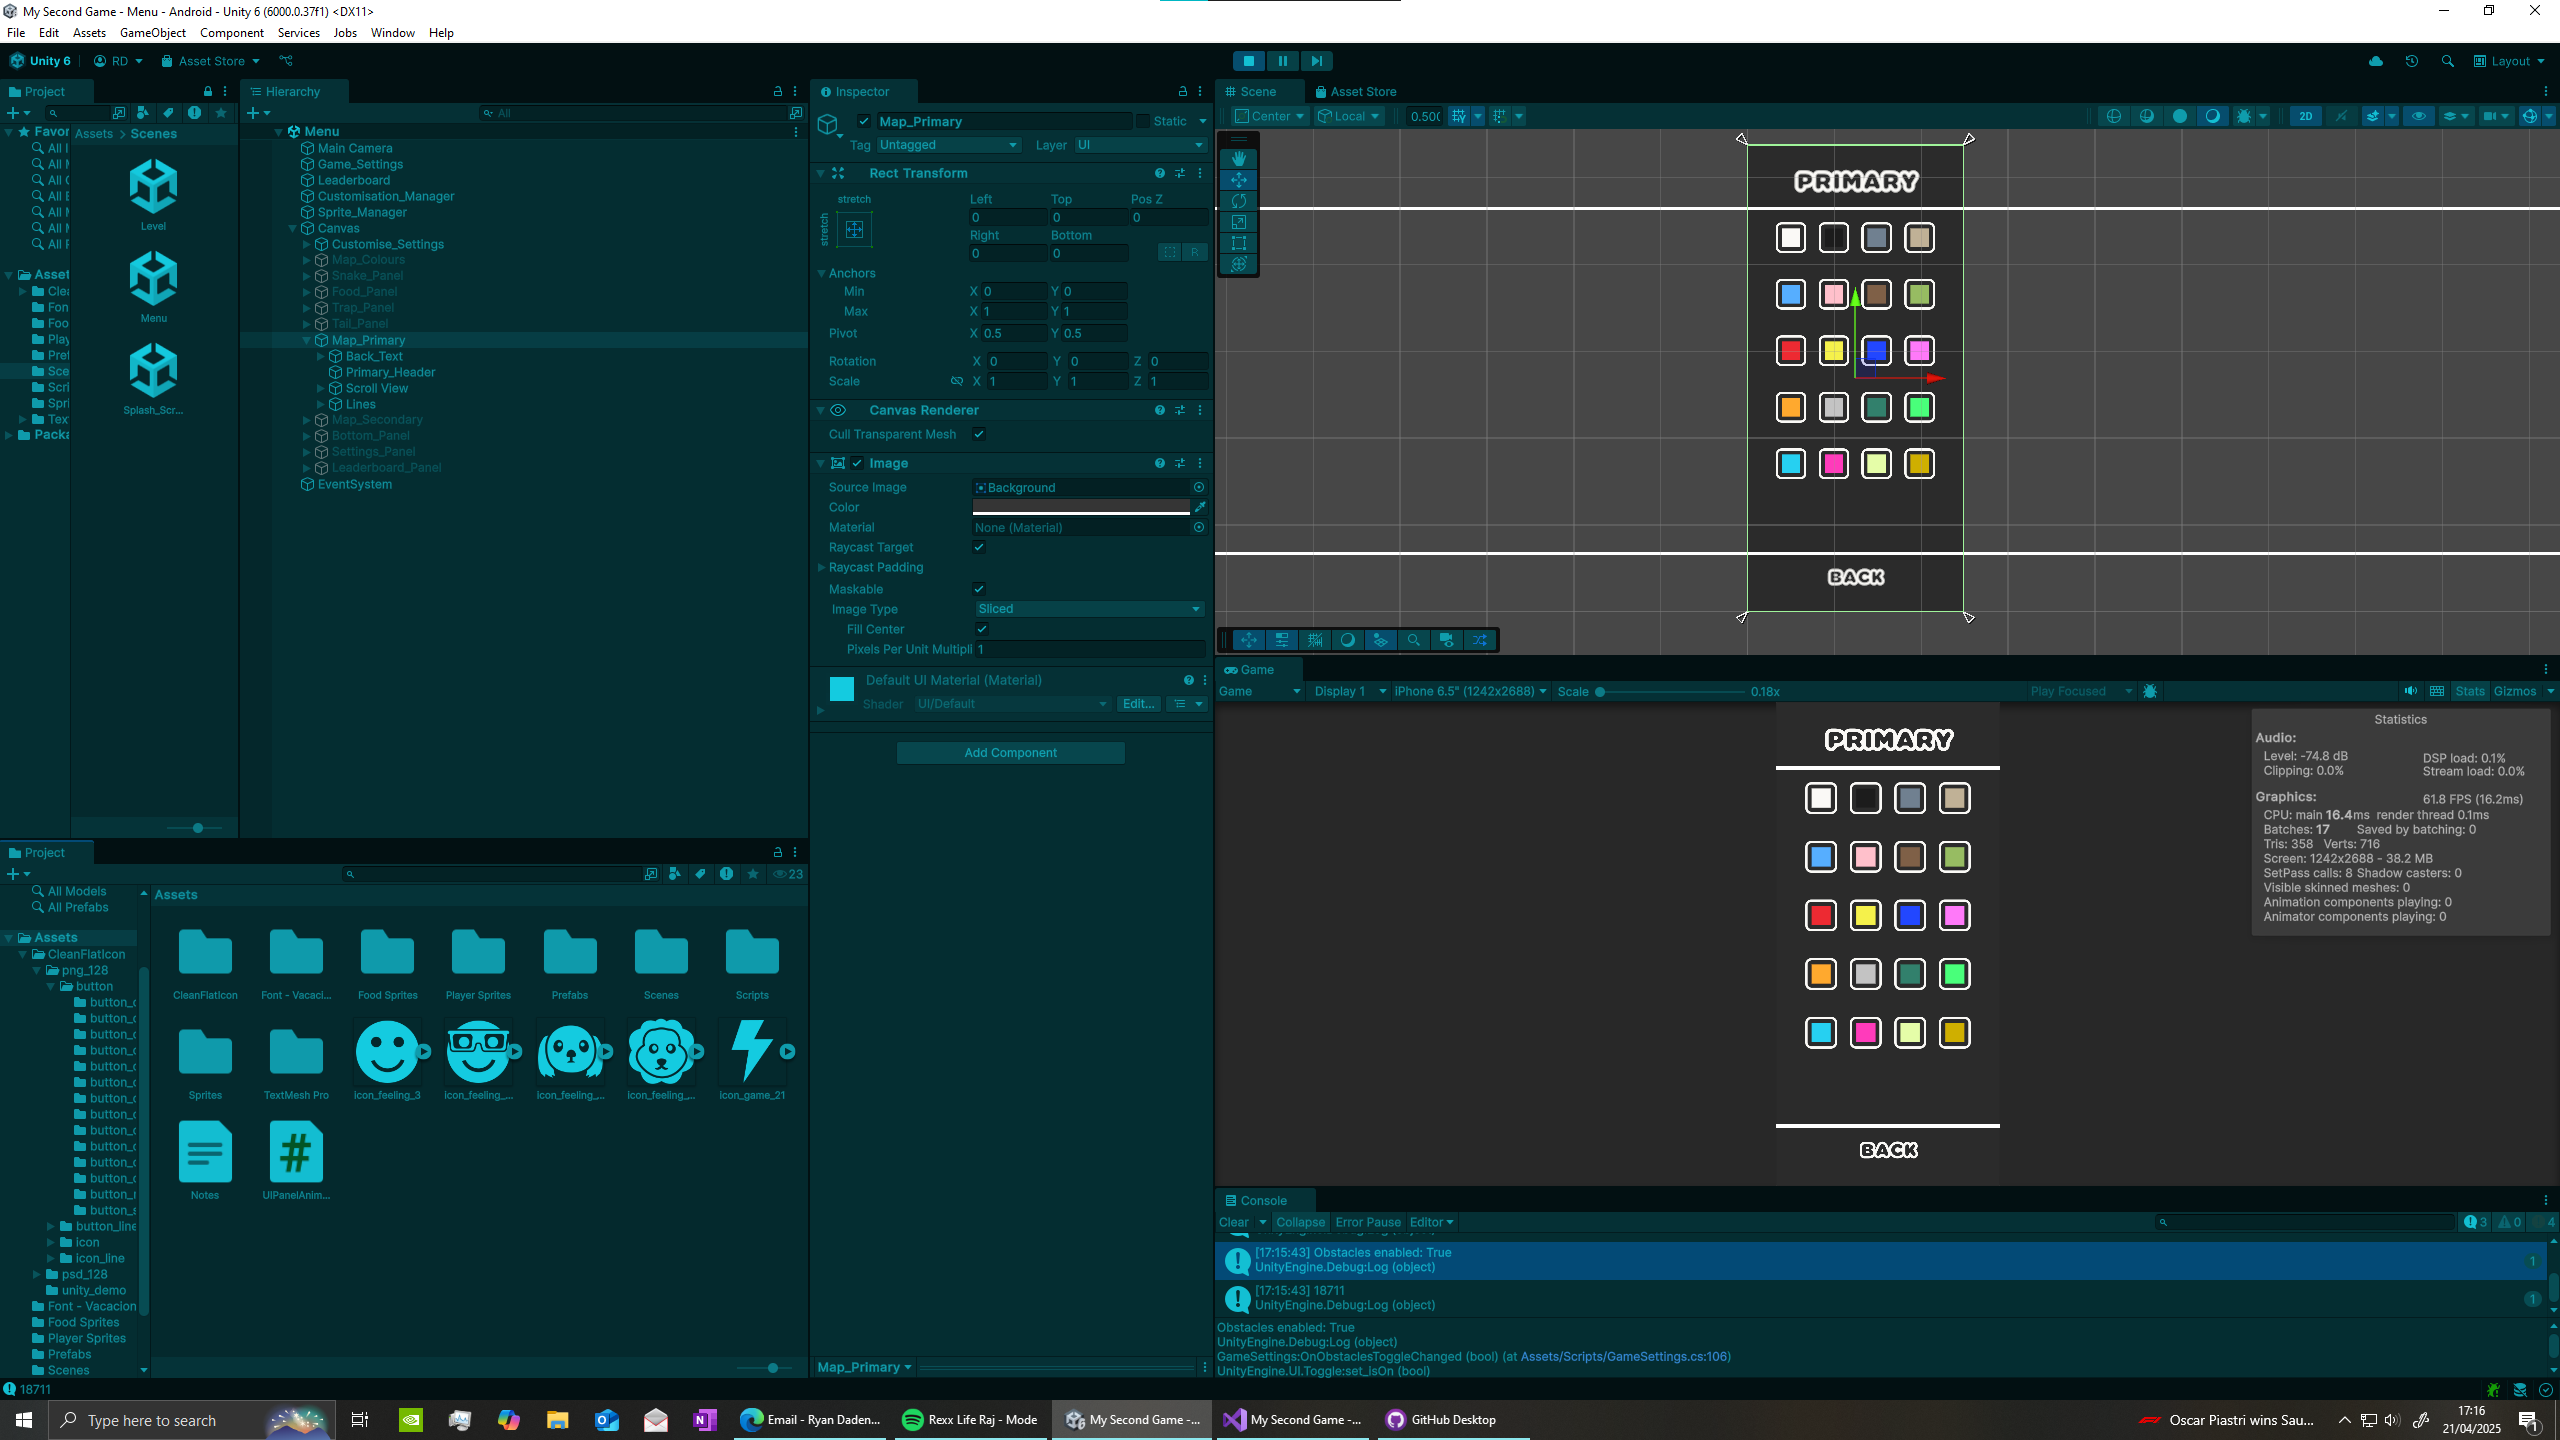 My Second Game - Menu - Android - Unity 6 (6000.0.37f1) <DX11>
File Edit Assets GameObject Component Services Jobs Window Help
Unity 6 RD Asset Store Layout
Project
Assets > Scenes
Favor
All I
All M
All C
All E
All M
All M
All P
Asset
Clea
Fon
Foo
Play
Pref
Sce
Scri
Spri
Tex
Packa
Level
Menu
Splash_Scr...
Hierarchy
All
Menu
Main Camera
Game_Settings
Leaderboard
Customisation_Manager
Sprite_Manager
Canvas
Customise_Settings
Map_Colours
Snake_Panel
Food_Panel
Trap_Panel
Tail_Panel
Map_Primary
Back_Text
Primary_Header
Scroll View
Lines
Map_Secondary
Bottom_Panel
Settings_Panel
Leaderboard_Panel
EventSystem
Inspector
Map_Primary Static
Tag Untagged Layer UI
Rect Transform
stretch Left Top Pos Z
stretch 0 0 0
Right Bottom
0 0 R
Anchors
Min X 0 Y 0
Max X 1 Y 1
Pivot X 0.5 Y 0.5
Rotation X 0 Y 0 Z 0
Scale X 1 Y 1 Z 1
Canvas Renderer
Cull Transparent Mesh
Image
Source Image Background
Color
Material None (Material)
Raycast Target
Raycast Padding
Maskable
Image Type Sliced
Fill Center
Pixels Per Unit Multipli 1
Default UI Material (Material)
Shader UI/Default Edit...
Add Component
Map_Primary
Scene Asset Store
Center Local 0.500 2D
PRIMARY
BACK
Game
Game Display 1 iPhone 6.5" (1242x2688) Scale 0.18x Play Focused Stats Gizmos
PRIMARY
BACK
Statistics
Audio:
Level: -74.8 dB DSP load: 0.1%
Clipping: 0.0% Stream load: 0.0%
Graphics: 61.8 FPS (16.2ms)
CPU: main 16.4ms render thread 0.1ms
Batches: 17 Saved by batching: 0
Tris: 358 Verts: 716
Screen: 1242x2688 - 38.2 MB
SetPass calls: 8 Shadow casters: 0
Visible skinned meshes: 0
Animation components playing: 0
Animator components playing: 0
Project
23
All Models
All Prefabs
Assets
CleanFlatIcon
png_128
button
button_c
button_c
button_c
button_c
button_c
button_c
button_c
button_c
button_c
button_c
button_c
button_c
button_r
button_s
button_line
icon
icon_line
psd_128
unity_demo
Font - Vacacion
Food Sprites
Player Sprites
Prefabs
Scenes
Assets
CleanFlatIcon Font - Vacaci... Food Sprites Player Sprites Prefabs Scenes Scripts
Sprites TextMesh Pro icon_feeling_3 icon_feeling_... icon_feeling_... icon_feeling_... icon_game_21
Notes UIPanelAnim...
Console
Clear Collapse Error Pause Editor 3 0 4
[17:15:43] Obstacles enabled: True
UnityEngine.Debug:Log (object) 1
[17:15:43] 18711
UnityEngine.Debug:Log (object) 1
Obstacles enabled: True
UnityEngine.Debug:Log (object)
GameSettings:OnObstaclesToggleChanged (bool) (at Assets/Scripts/GameSettings.cs:106)
UnityEngine.UI.Toggle:set_isOn (bool)
18711
Type here to search
Email - Ryan Daden...
Rexx Life Raj - Mode
My Second Game -...
My Second Game -...
GitHub Desktop
Oscar Piastri wins Sau...
17:16
21/04/2025
1